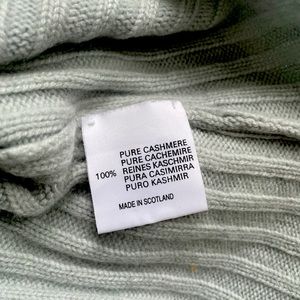 PURE CASHMERE
PURE CACHEMIRE
100% REINES KASCHMIR
PURA CASIMIRRA
PURO KASHMIR
MADE IN SCOTLAND